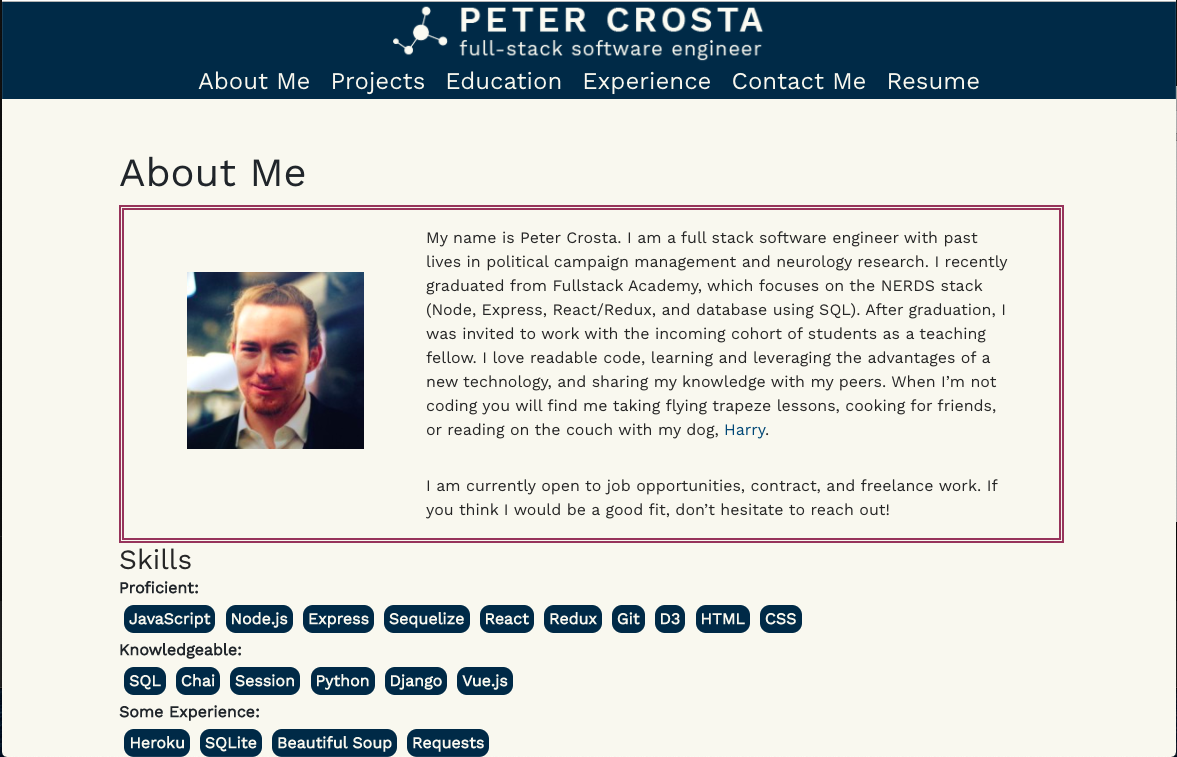 PETER CROSTA
full-stack software engineer
About Me Projects Education Experience Contact Me Resume
About Me
My name is Peter Crosta. I am a full stack software engineer with past
lives in political campaign management and neurology research. I recently
graduated from Fullstack Academy, which focuses on the NERDS stack
(Node, Express, React/Redux, and database using SQL). After graduation, I
was invited to work with the incoming cohort of students as a teaching
fellow. I love readable code, learning and leveraging the advantages of a
new technology, and sharing my knowledge with my peers. When I’m not
coding you will find me taking flying trapeze lessons, cooking for friends,
or reading on the couch with my dog, Harry.
I am currently open to job opportunities, contract, and freelance work. If
you think I would be a good fit, don’t hesitate to reach out!
Skills
Proficient:
JavaScript Node.js Express Sequelize React Redux Git D3 HTML CSS
Knowledgeable:
SQL Chai Session Python Django Vue.js
Some Experience:
Heroku SQLite Beautiful Soup Requests